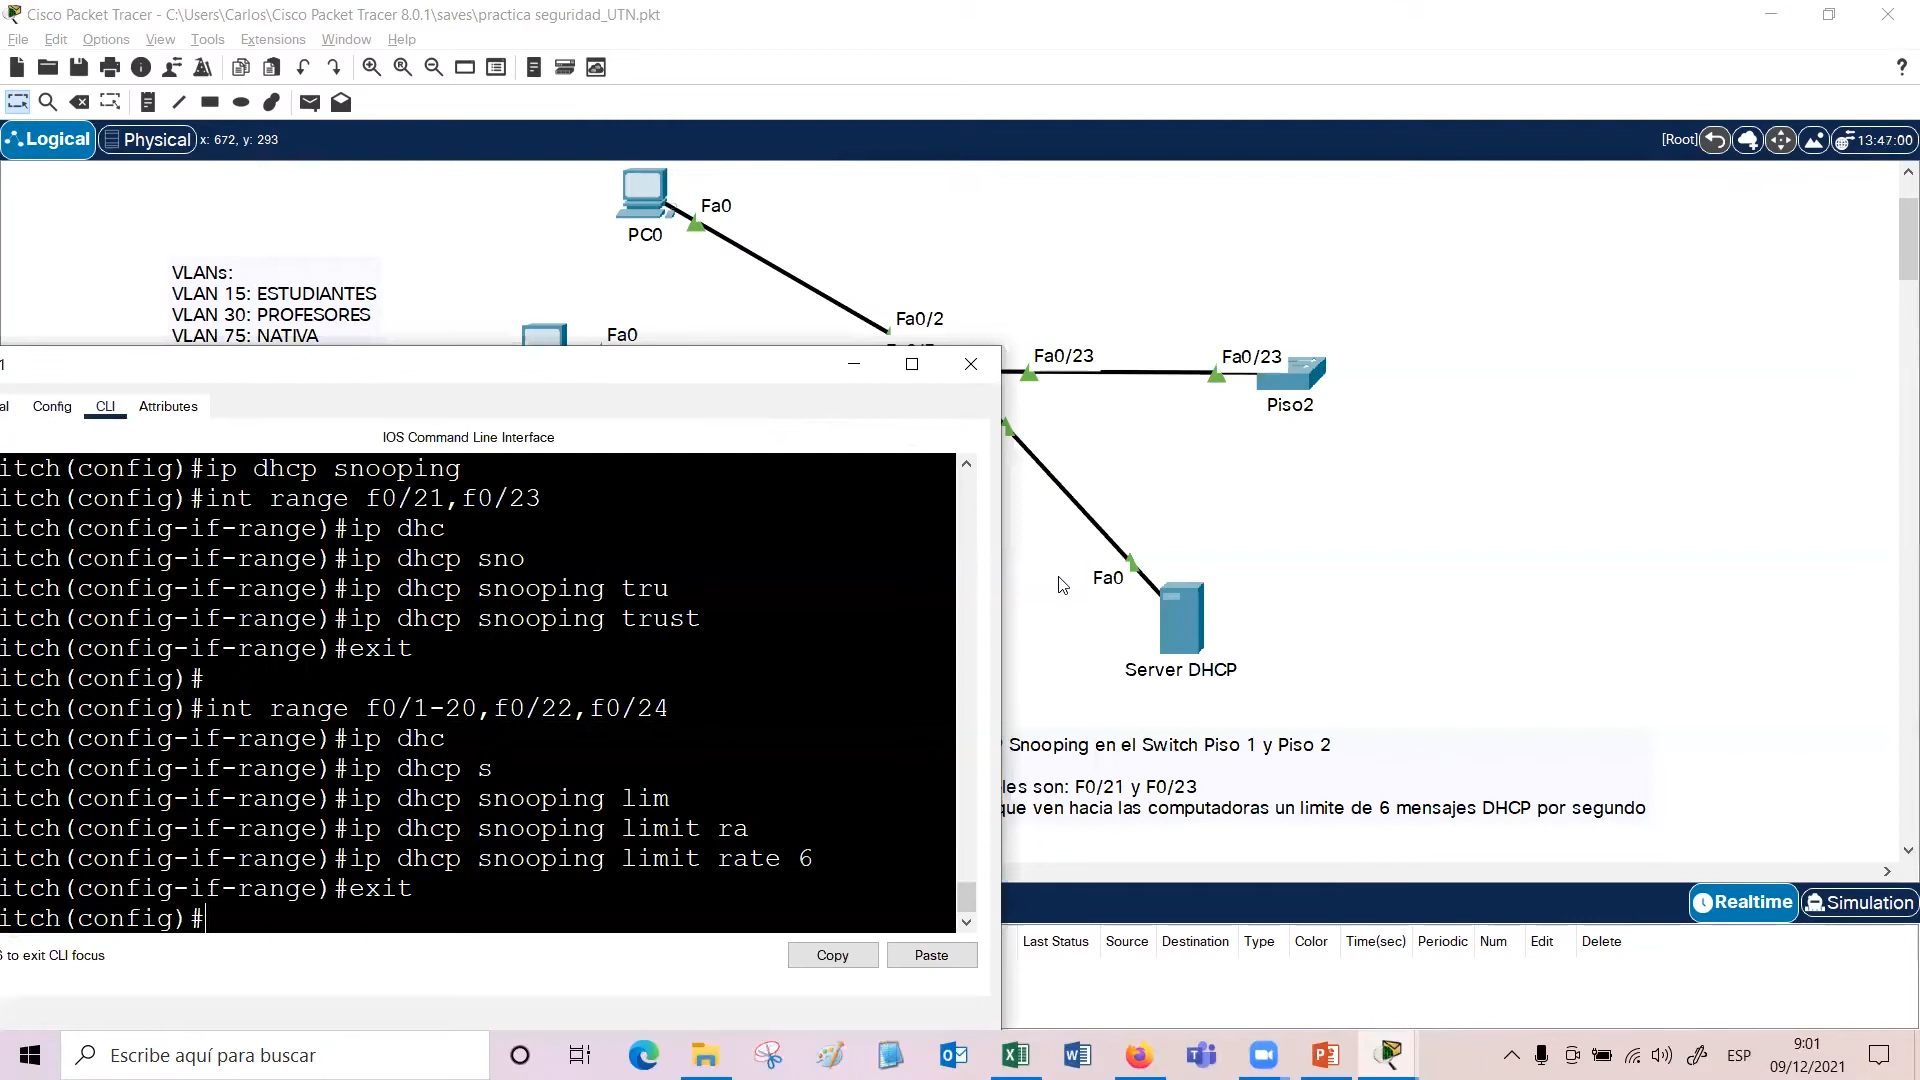 Cisco Packet Tracer - C:\Users\Carlos\Cisco Packet Tracer 8.0.1\saves\practica seguridad_UTN.pkt
File Edit Options View Tools Extensions Window Help
?
Logical Physical x: 672, y: 293
[Root] 13:47:00
Fa0
PC0
VLANs:
VLAN 15: ESTUDIANTES
VLAN 30: PROFESORES
VLAN 75: NATIVA
Fa0
Fa0/2
Fa0/23
Fa0/23
Piso2
Fa0
Server DHCP
Snooping en el Switch Piso 1 y Piso 2
les son: F0/21 y F0/23
que ven hacia las computadoras un limite de 6 mensajes DHCP por segundo
1
al Config CLI Attributes
IOS Command Line Interface
itch(config)#ip dhcp snooping
itch(config)#int range f0/21,f0/23
itch(config-if-range)#ip dhc
itch(config-if-range)#ip dhcp sno
itch(config-if-range)#ip dhcp snooping tru
itch(config-if-range)#ip dhcp snooping trust
itch(config-if-range)#exit
itch(config)#
itch(config)#int range f0/1-20,f0/22,f0/24
itch(config-if-range)#ip dhc
itch(config-if-range)#ip dhcp s
itch(config-if-range)#ip dhcp snooping lim
itch(config-if-range)#ip dhcp snooping limit ra
itch(config-if-range)#ip dhcp snooping limit rate 6
itch(config-if-range)#exit
itch(config)#
6 to exit CLI focus
Copy Paste
Realtime Simulation
Last Status Source Destination Type Color Time(sec) Periodic Num Edit Delete
Escribe aquí para buscar
ESP
9:01
09/12/2021